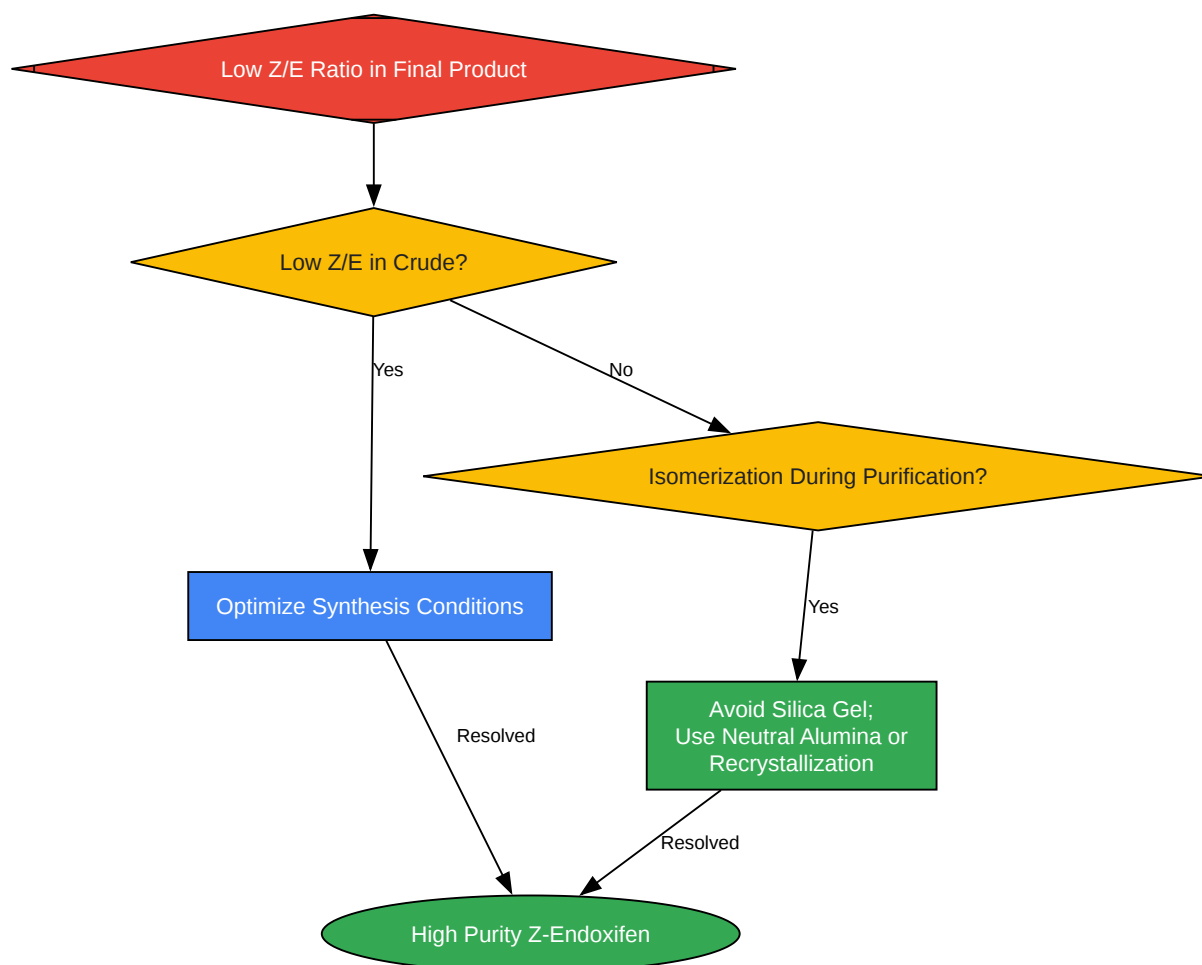 Low Z/E Ratio in Final Product
Low Z/E in Crude?
Yes
No
Isomerization During Purification?
Optimize Synthesis Conditions
Yes
Avoid Silica Gel;
Use Neutral Alumina or
Recrystallization
Resolved
Resolved
High Purity Z-Endoxifen